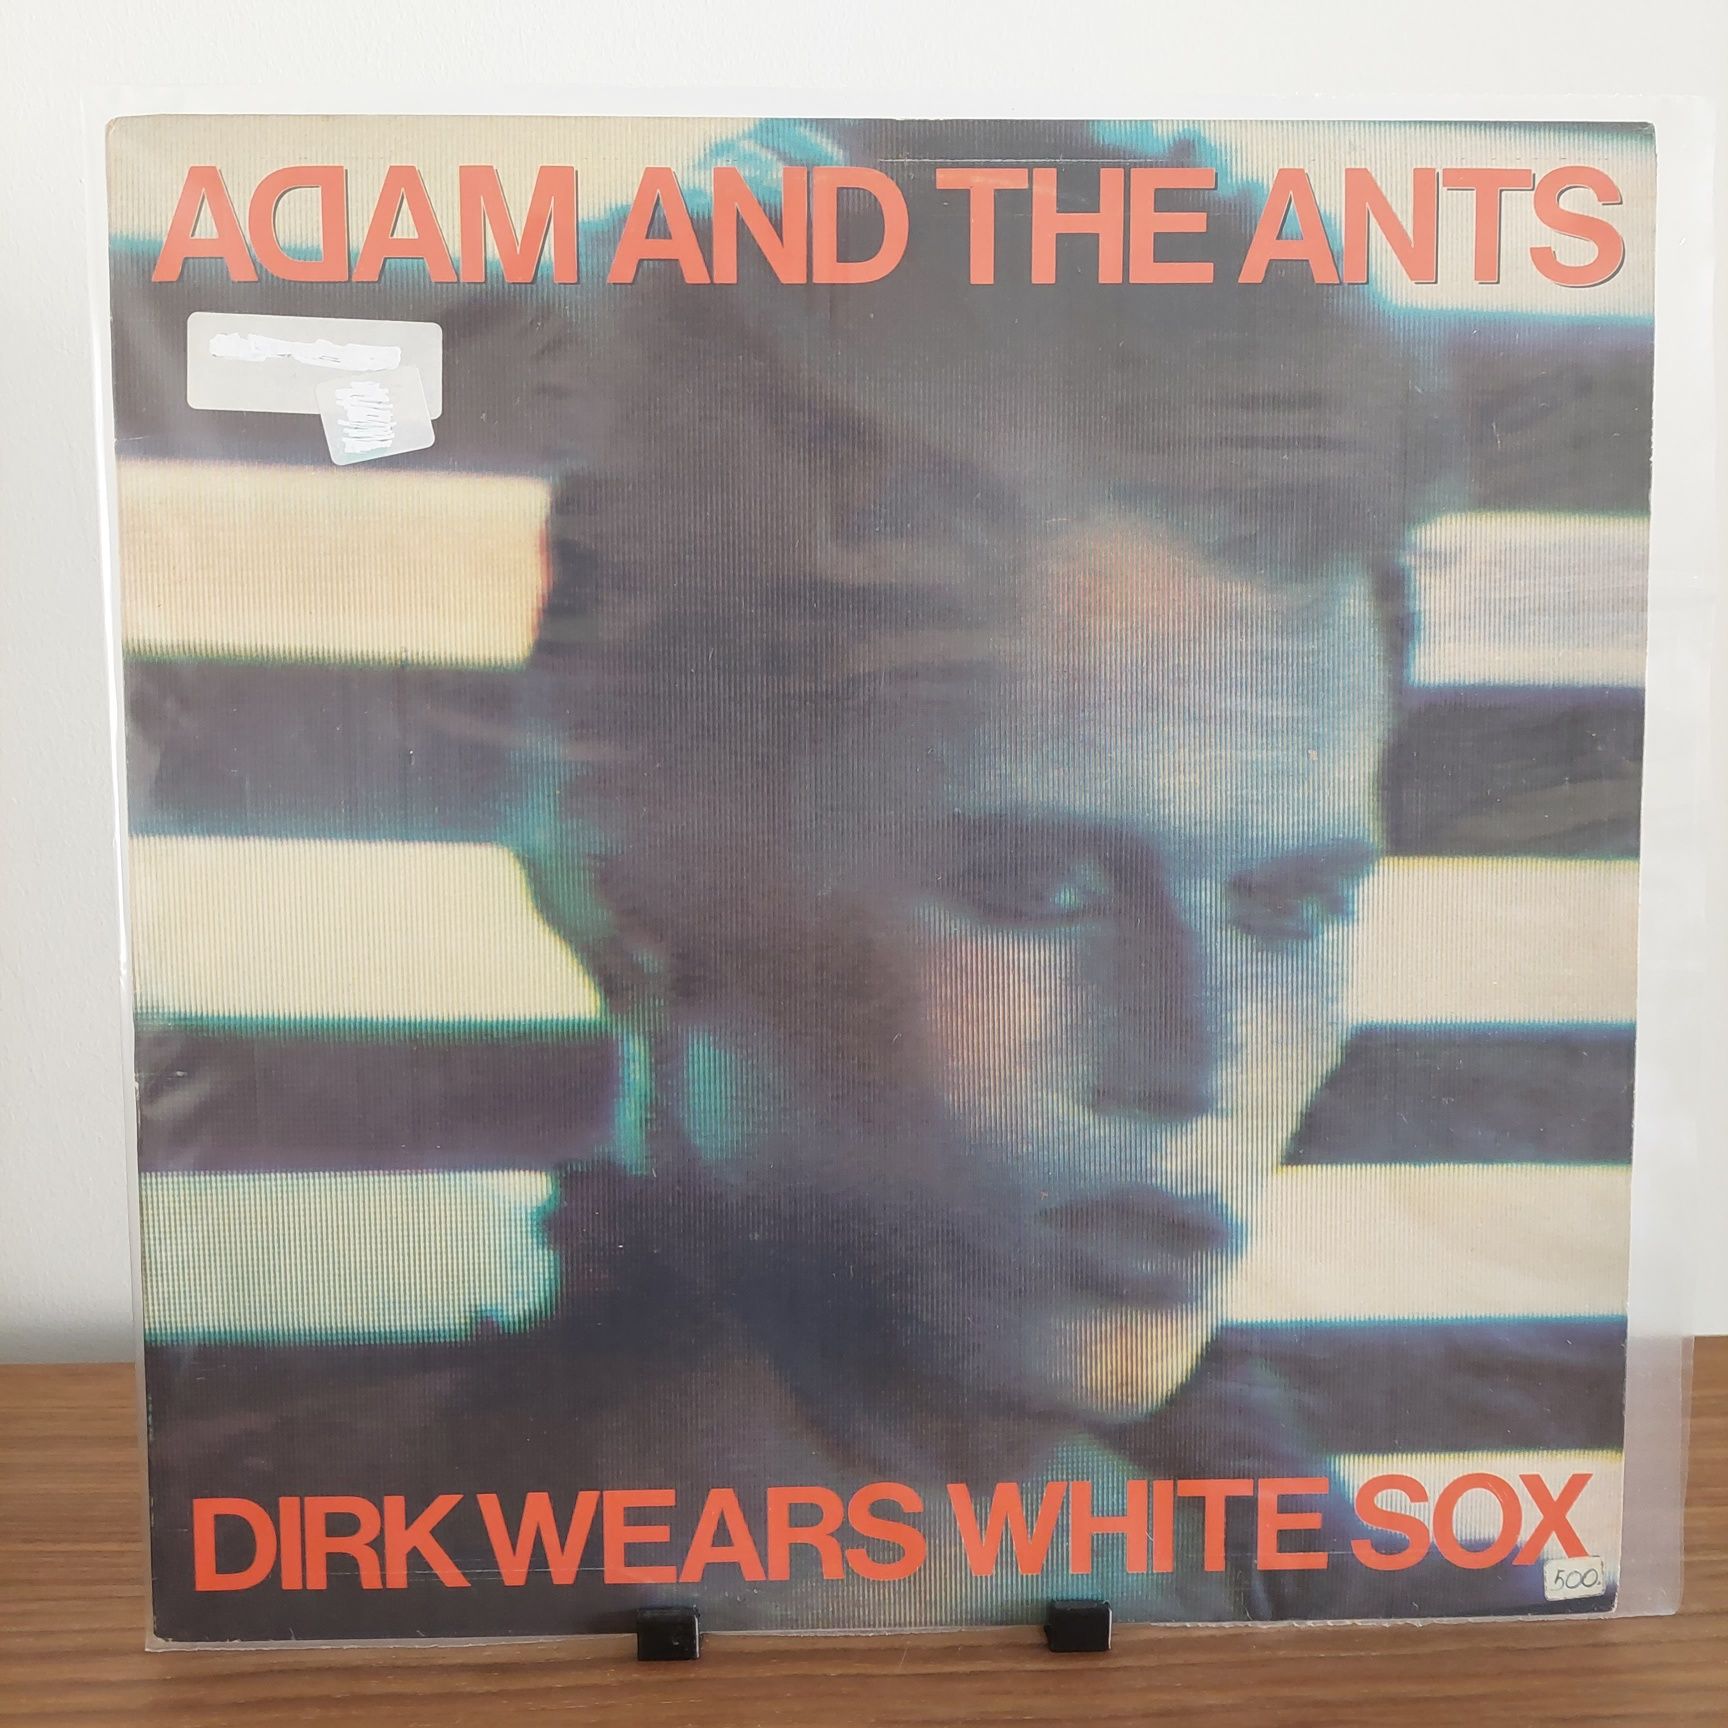 ADAM AND THE ANTS
DIRK WEARS WHITE SOX
500.